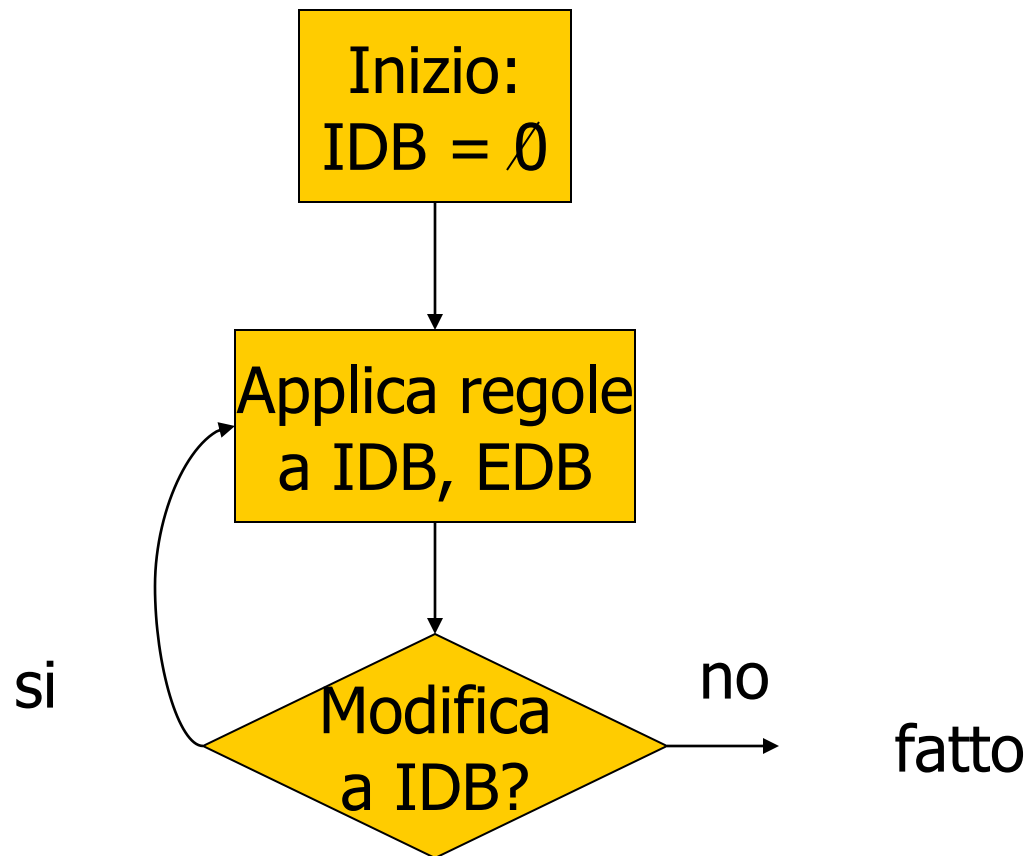 Inizio:
IDB = ∅
Applica regole
a IDB, EDB
si
Modifica
a IDB?
no
fatto